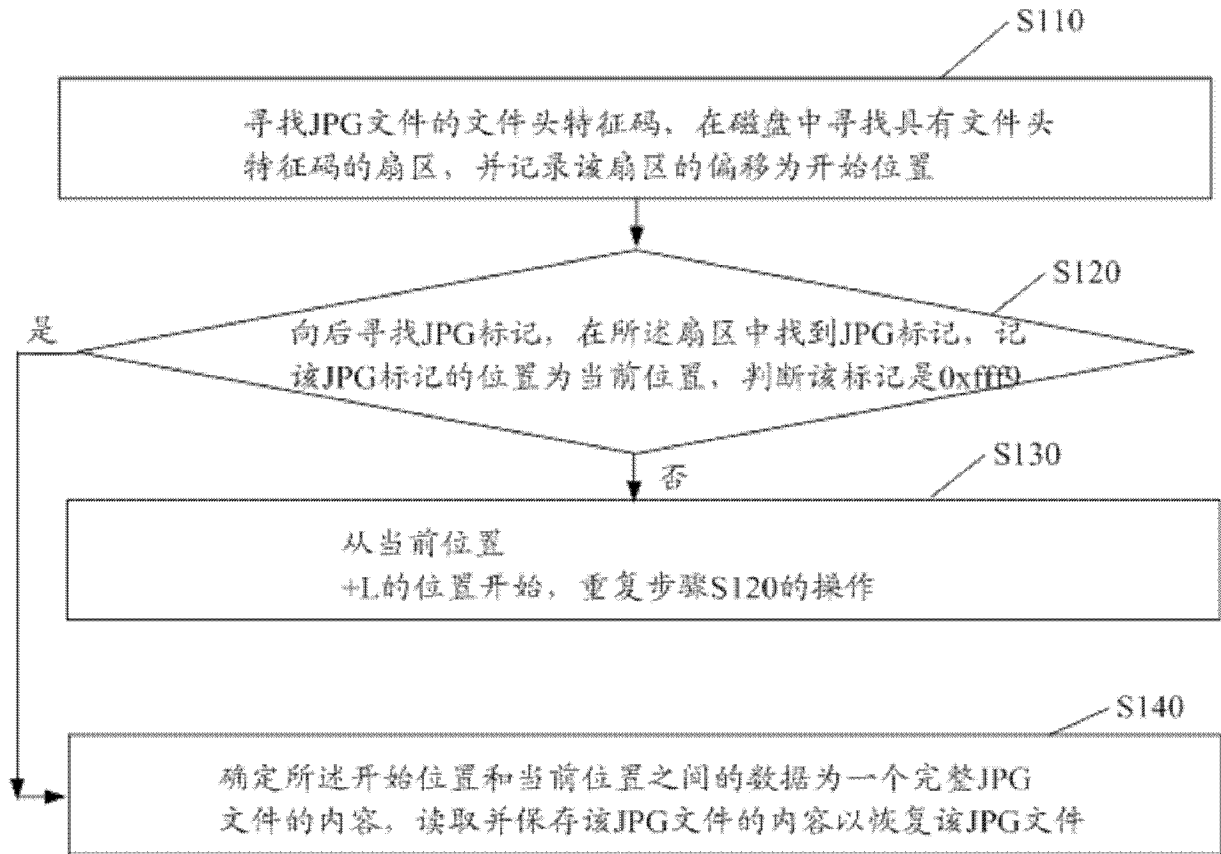 S110
寻找JPG文件的文件头特征码，在磁盘中寻找具有文件头
特征码的扇区，并记录该扇区的偏移为开始位置
S120
是
向后寻找JPG标记，在所述扇区中找到JPG标记，记
该JPG标记的位置为当前位置，判断该标记是0xfff9
否
S130
从当前位置
+L的位置开始，重复步骤S120的操作
S140
确定所述开始位置和当前位置之间的数据为一个完整JPG
文件的内容，读取并保存该JPG文件的内容以恢复该JPG文件